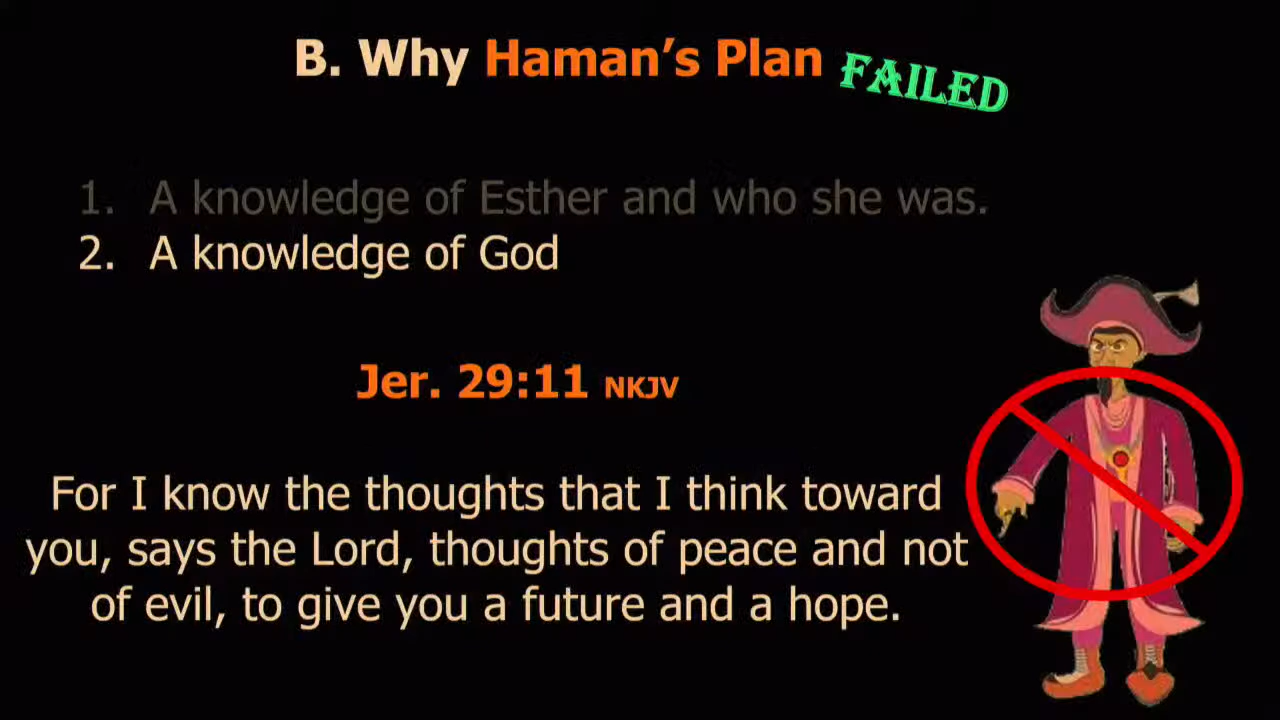 B. Why Haman's Plan FAILED
1. A knowledge of Esther and who she was.
2. A knowledge of God
Jer. 29:11 NKJV
For I know the thoughts that I think toward
you, says the Lord, thoughts of peace and not
of evil, to give you a future and a hope.